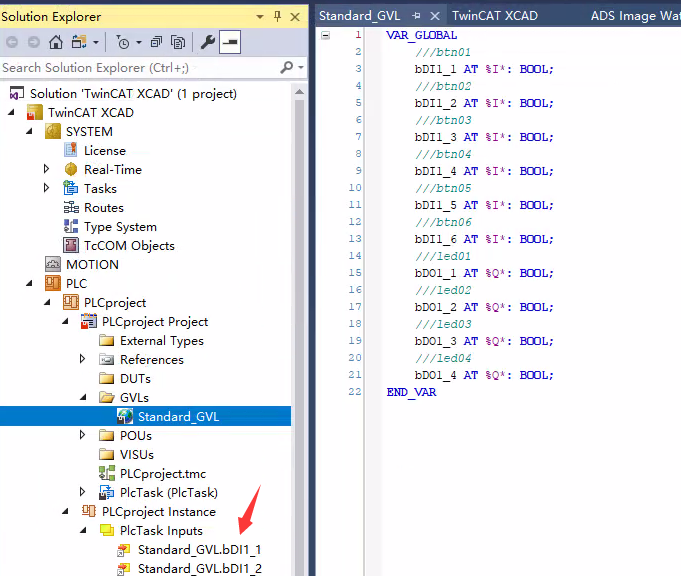 Solution Explorer
Search Solution Explorer (Ctrl+;)
Solution 'TwinCAT XCAD' (1 project)
TwinCAT XCAD
SYSTEM
License
Real-Time
Tasks
Routes
Type System
TcCOM Objects
MOTION
PLC
PLCproject
PLCproject Project
External Types
References
DUTs
GVLs
Standard_GVL
POUs
VISUs
PLCproject.tmc
PlcTask (PlcTask)
PLCproject Instance
PlcTask Inputs
Standard_GVL.bDI1_1
Standard_GVL.bDI1_2
Standard_GVL TwinCAT XCAD ADS Image
1 VAR_GLOBAL
2 ///btn01
3 bDI1_1 AT %I*: BOOL;
4 ///btn02
5 bDI1_2 AT %I*: BOOL;
6 ///btn03
7 bDI1_3 AT %I*: BOOL;
8 ///btn04
9 bDI1_4 AT %I*: BOOL;
10 ///btn05
11 bDI1_5 AT %I*: BOOL;
12 ///btn06
13 bDI1_6 AT %I*: BOOL;
14 ///led01
15 bDO1_1 AT %Q*: BOOL;
16 ///led02
17 bDO1_2 AT %Q*: BOOL;
18 ///led03
19 bDO1_3 AT %Q*: BOOL;
20 ///led04
21 bDO1_4 AT %Q*: BOOL;
22 END_VAR